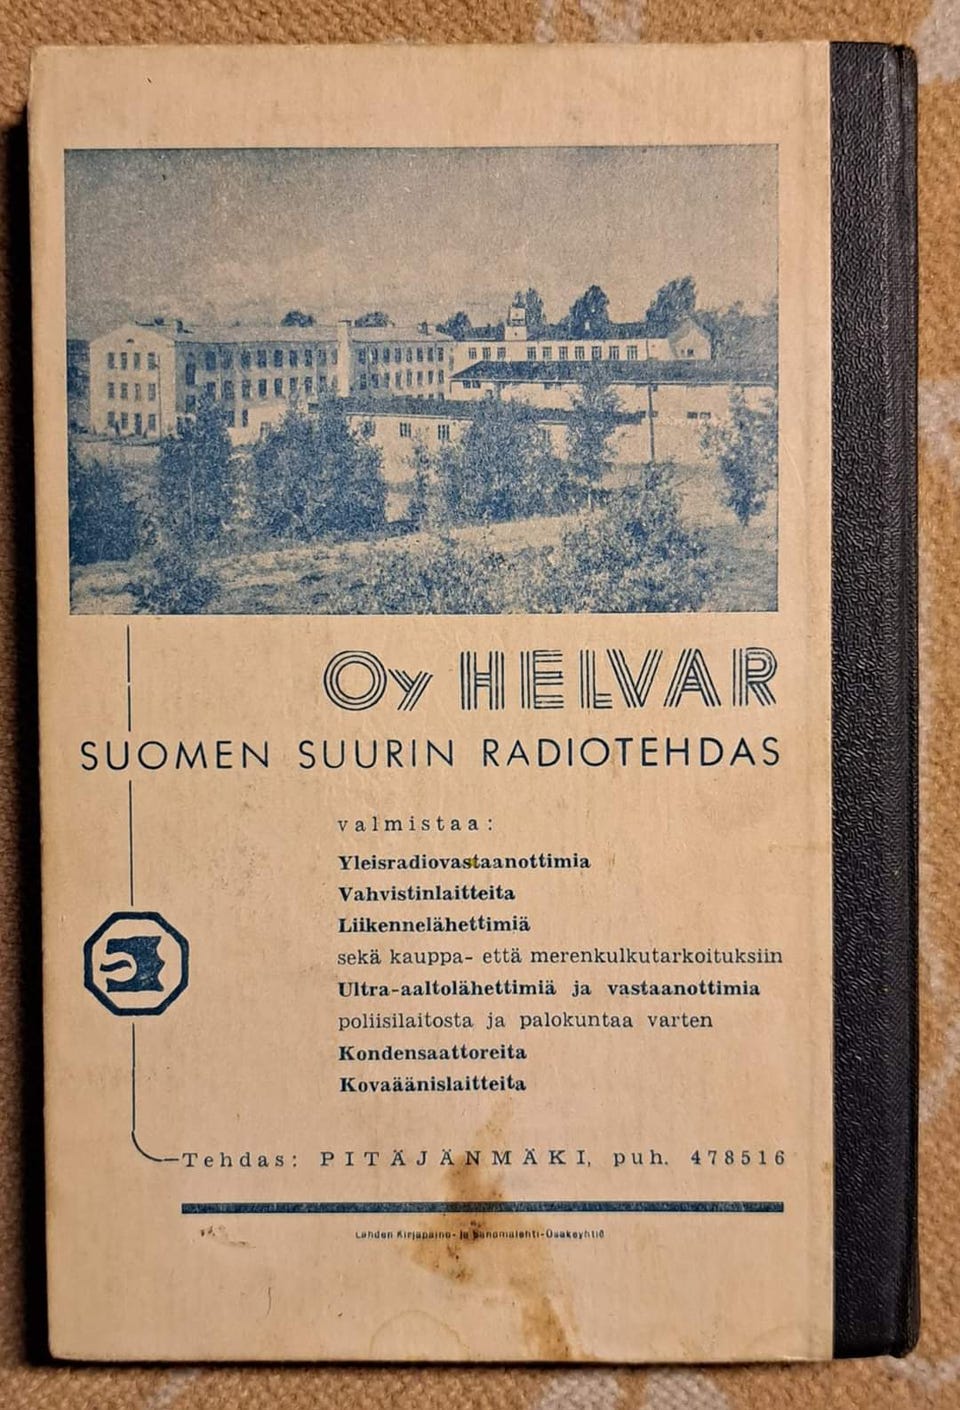 Oy HELVAR
SUOMEN SUURIN RADIOTEHDAS
valmistaa:
Yleisradiovastaanottimia
Vahvistinlaitteita
Liikennelähettimiä
sekä kauppa- että merenkulkutarkoituksiin
Ultra-aaltolähettimiä ja vastaanottimia
poliisilaitosta ja palokuntaa varten
Kondensaattoreita
Kovaäänislaitteita
Tehdas: PITÄJÄNMÄKI, puh. 478516
Lahden Kirjapaino- ja Sanomalehti-Osakeyhtiö